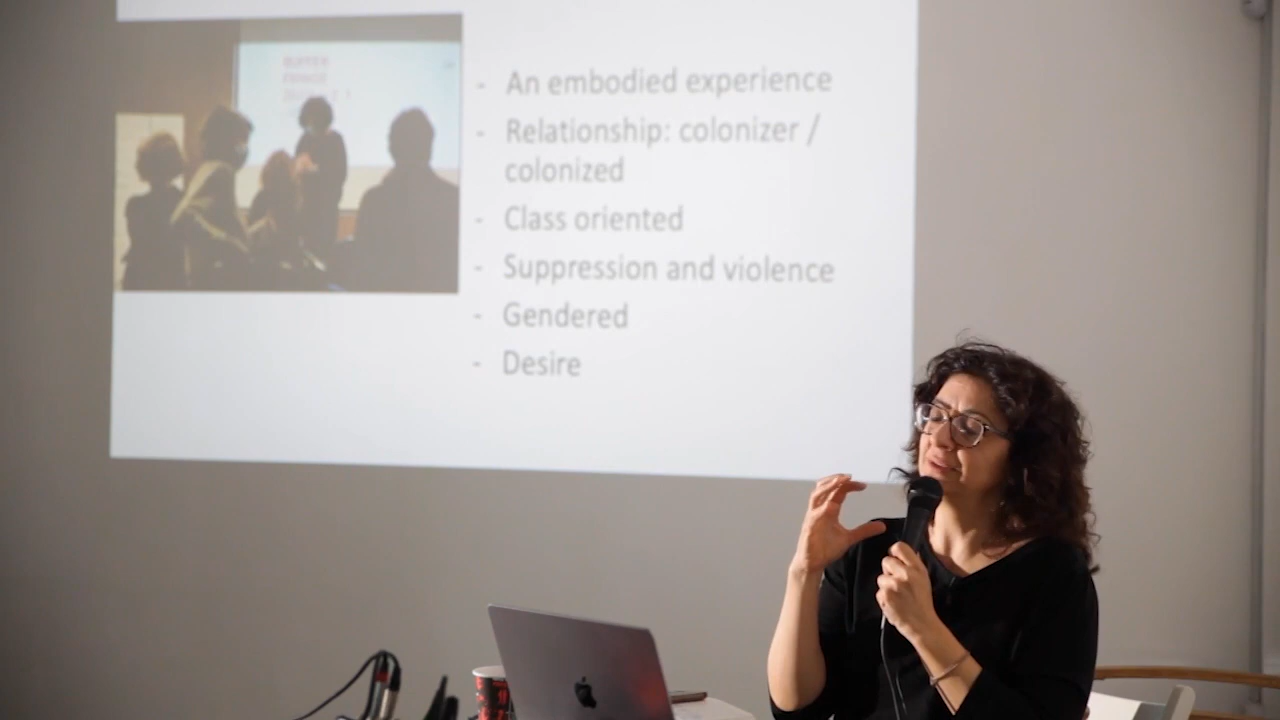 - An embodied experience
- Relationship: colonizer /
colonized
- Class oriented
- Suppression and violence
- Gendered
- Desire